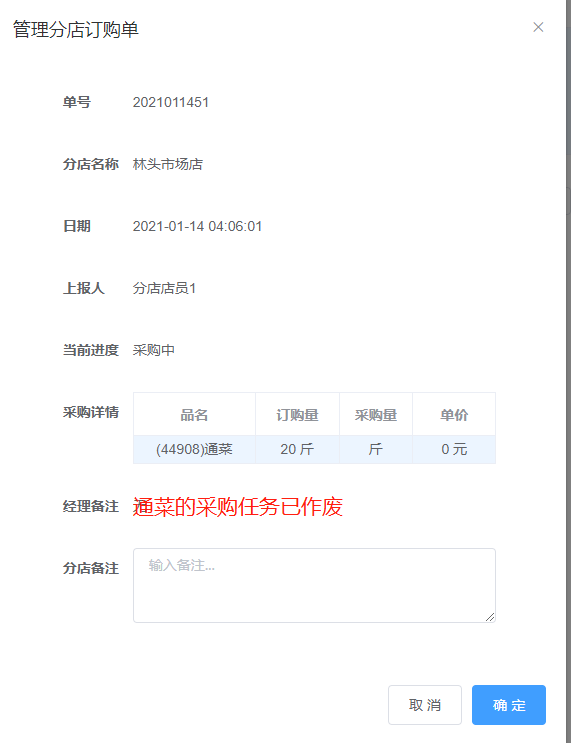 管理分店订购单
单号 2021011451
分店名称 林头市场店
日期 2021-01-14 04:06:01
上报人 分店店员1
当前进度 采购中
采购详情 品名 订购量 采购量 单价
(44908)通菜 20 斤 斤 0 元
经理备注 通菜的采购任务已作废
分店备注 输入备注...
取 消 确 定